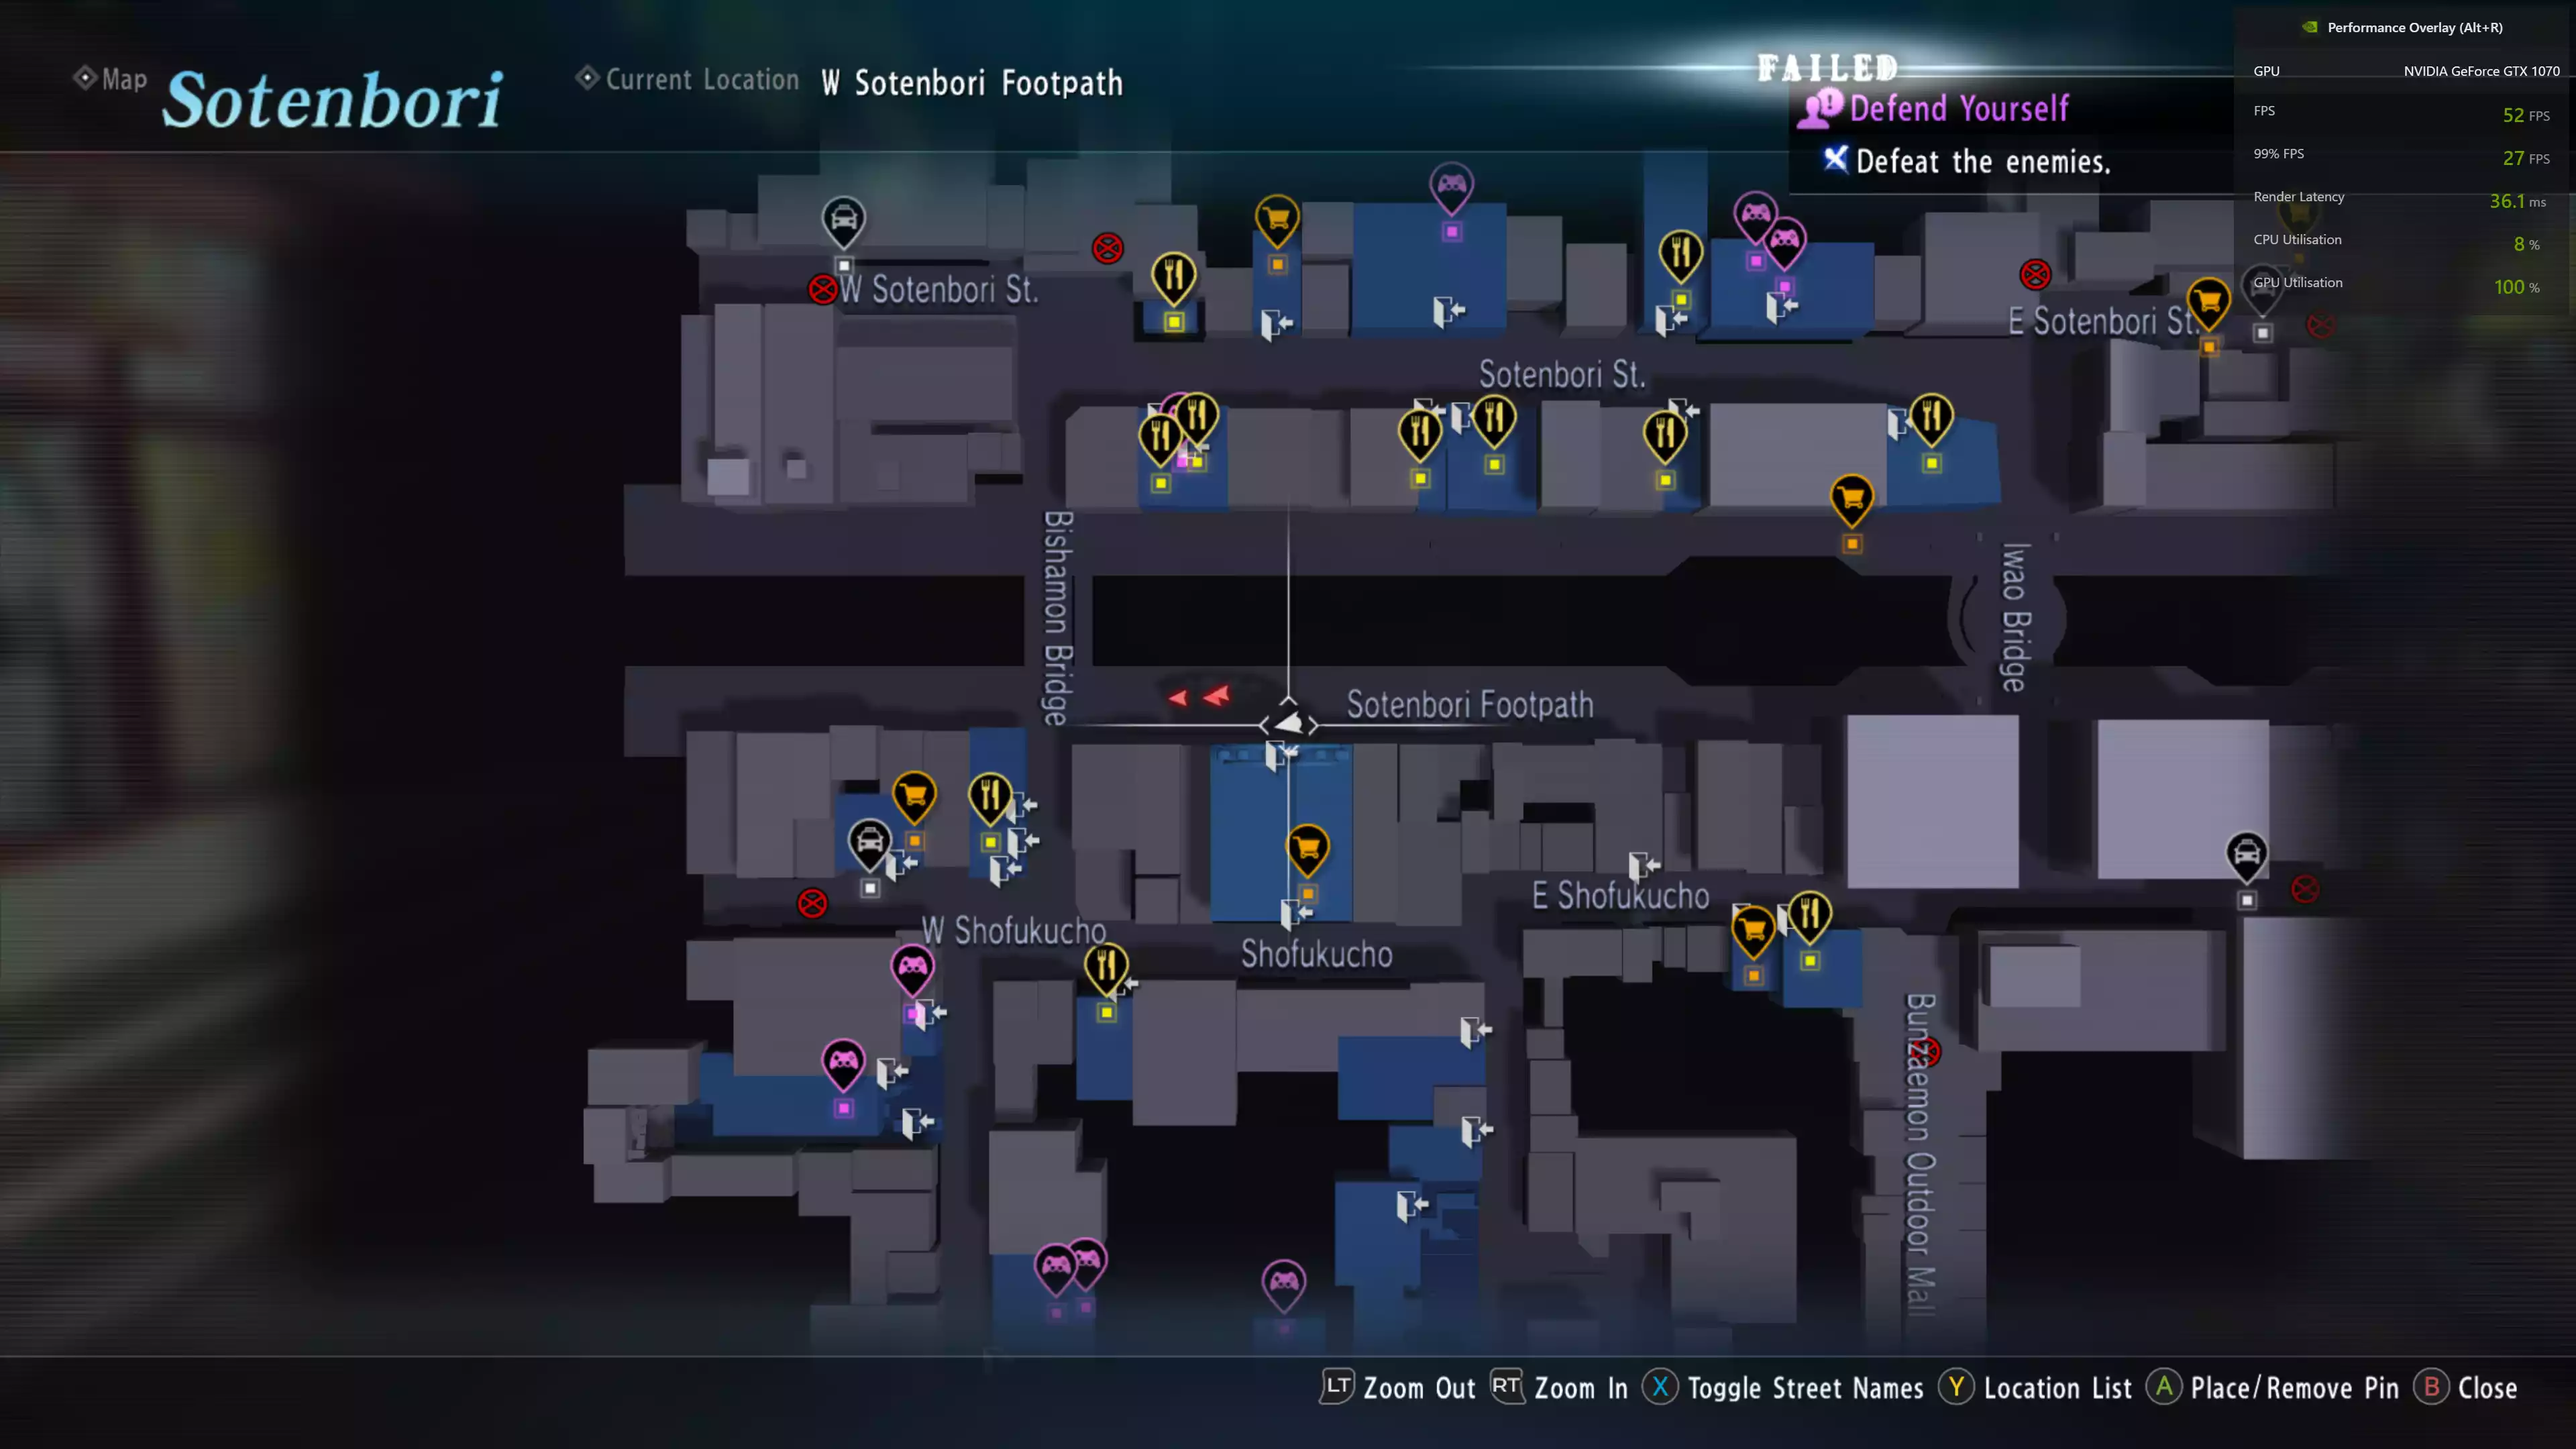 Map
Sotenbori
Current Location
W Sotenbori Footpath
FAILED
Defend Yourself
Defeat the enemies.
Performance Overlay (Alt+R)
GPU
NVIDIA GeForce GTX 1070
FPS
52 FPS
99% FPS
27 FPS
Render Latency
36.1 ms
CPU Utilisation
8 %
GPU Utilisation
100 %
W Sotenbori St.
E Sotenbori St.
Sotenbori St.
Bishamon Bridge
Iwao Bridge
Sotenbori Footpath
E Shofukucho
W Shofukucho
Shofukucho
Bunzaemon Outdoor Mall
LT Zoom Out RT Zoom In X Toggle Street Names Y Location List A Place/Remove Pin B Close